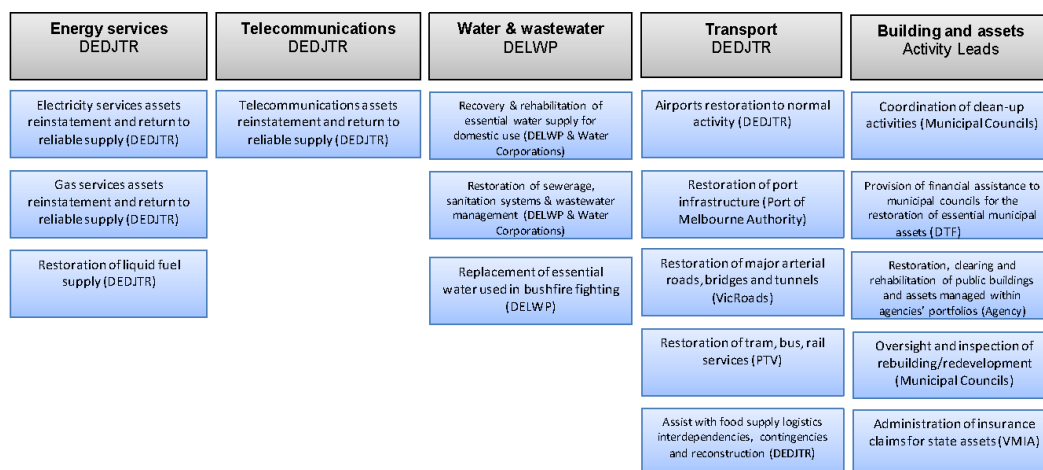 Energy services
DEDJTR
Electricity services assets
reinstatement and return to
reliable supply (DEDJTR)
Gas services assets
reinstatement and return to
reliable supply (DEDJTR)
Restoration of liquid fuel
supply (DEDJTR)
Telecommunications
DEDJTR
Telecommunications assets
reinstatement and return to
reliable supply (DEDJTR)
Water & wastewater
DELWP
Recovery & rehabilitation of
essential water supply for
domestic use (DELWP & Water
Corporations)
Restoration of sewerage,
sanitation systems & wastewater
management (DELWP & Water
Corporations)
Replacement of essential
water used in bushfire fighting
(DELWP)
Transport
DEDJTR
Airports restoration to normal
activity (DEDJTR)
Restoration of port
infrastructure (Port of
Melbourne Authority)
Restoration of major arterial
roads, bridges and tunnels
(VicRoads)
Restoration of tram, bus, rail
services (PTV)
Assist with food supply logistics
interdependencies, contingencies
and reconstruction (DEDJTR)
Building and assets
Activity Leads
Coordination of clean-up
activities (Municipal Councils)
Provision of financial assistance to
municipal councils for the
restoration of essential municipal
assets (DTF)
Restoration, clearing and
rehabilitation of public buildings
and assets managed within
agencies' portfolios (Agency)
Oversight and inspection of
rebuilding/redevelopment
(Municipal Councils)
Administration of insurance
claims for state assets (VMIA)